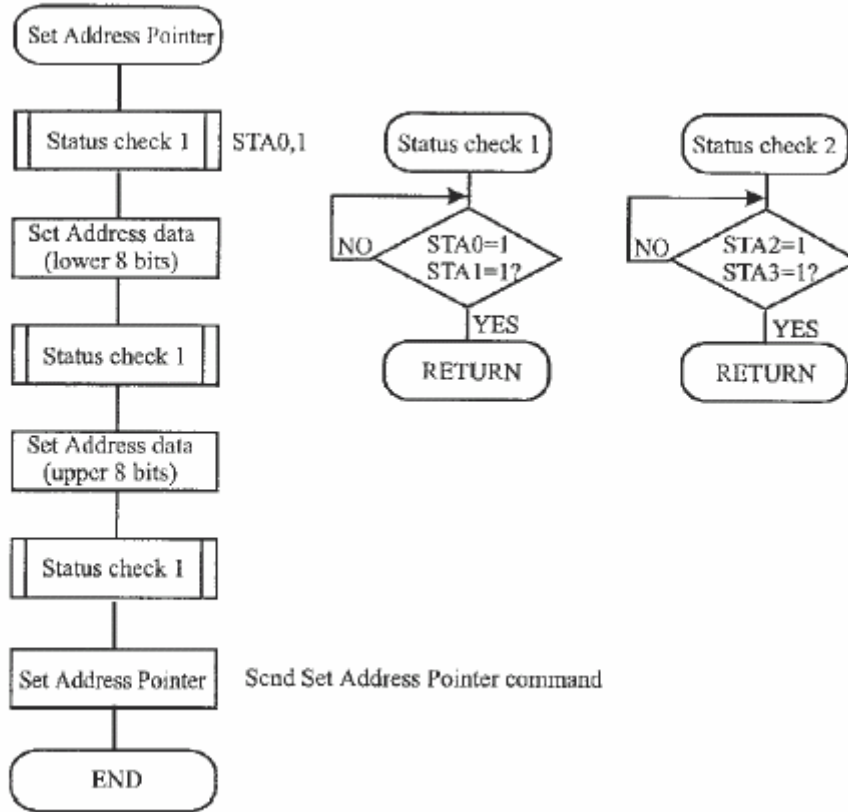 Set Address Pointer
Status check 1
STA0,1
Set Address data
(lower 8 bits)
Status check 1
Set Address data
(upper 8 bits)
Status check 1
Set Address Pointer
Send Set Address Pointer command
END
Status check 1
NO
STA0=1
STA1=1?
YES
RETURN
Status check 2
NO
STA2=1
STA3=1?
YES
RETURN